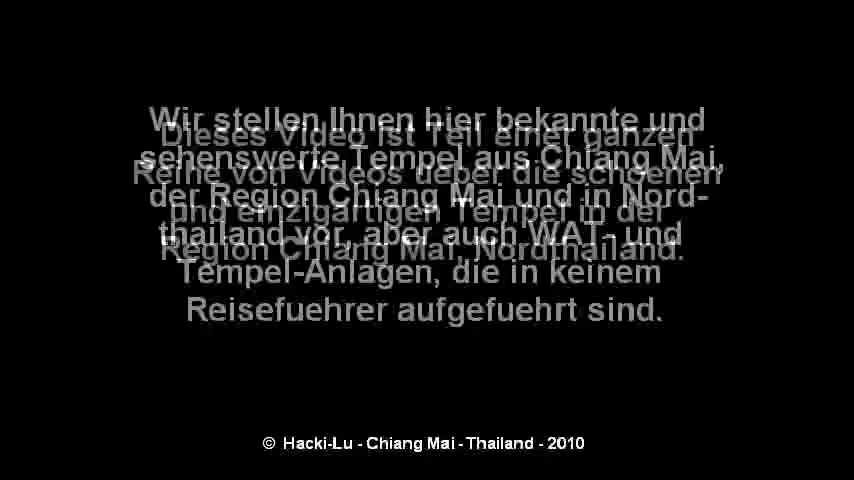 Wir stellen Ihnen hier bekannte und
Dieses Video ist Teil einer ganzen
sehenswerte Tempel aus Chiang Mai,
Reihe von Videos ueber die schoenen
der Region Chiang Mai und in Nord-
und einzigartigen Tempel in der
thailand vor, aber auch WAT- und
Region Chiang Mai, Nordthailand.
Tempel-Anlagen, die in keinem
Reisefuehrer aufgefuehrt sind.
© Hacki-Lu - Chiang Mai - Thailand - 2010